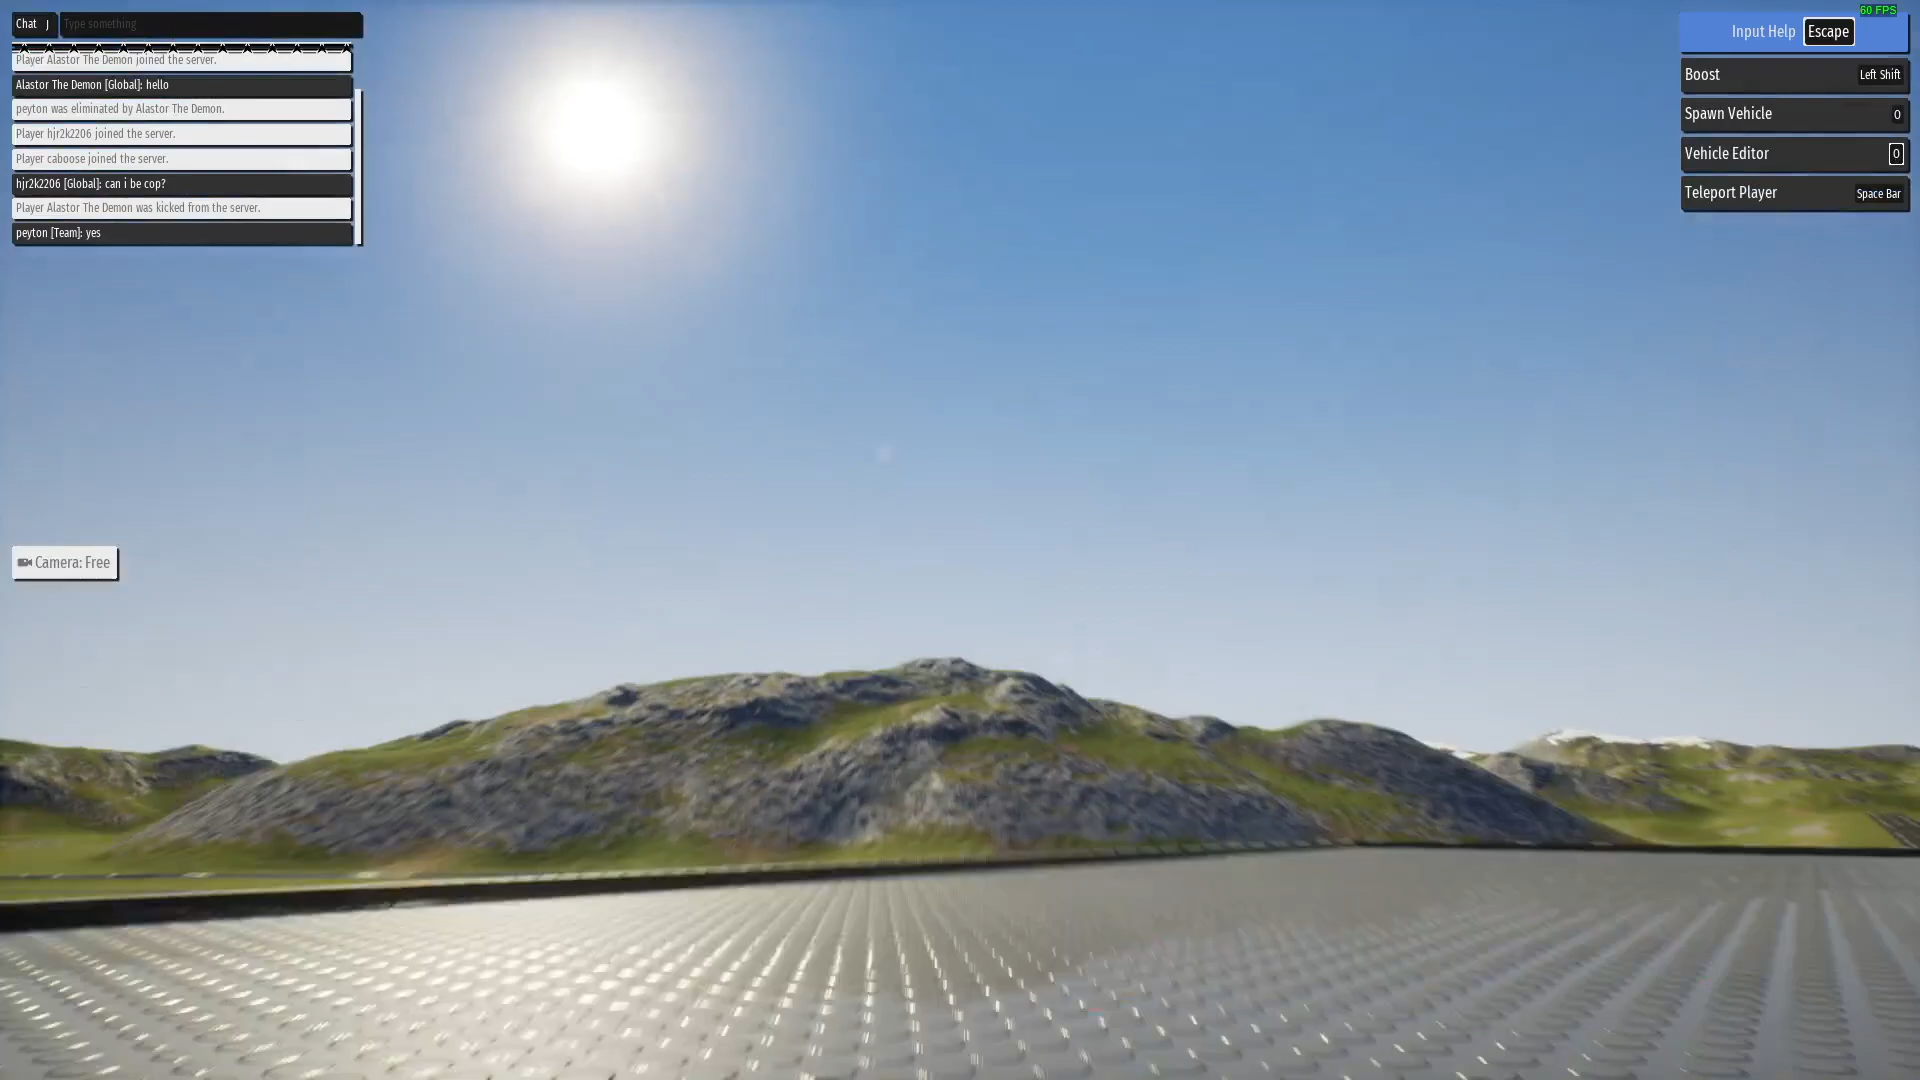 Chat J Type something
Player Alastor The Demon joined the server.
Alastor The Demon [Global]: hello
peyton was eliminated by Alastor The Demon.
Player hjr2k2206 joined the server.
Player caboose joined the server.
hjr2k2206 [Global]: can i be cop?
Player Alastor The Demon was kicked from the server.
peyton [Team]: yes
Camera: Free
60 FPS
Input Help Escape
Boost Left Shift
Spawn Vehicle O
Vehicle Editor O
Teleport Player Space Bar